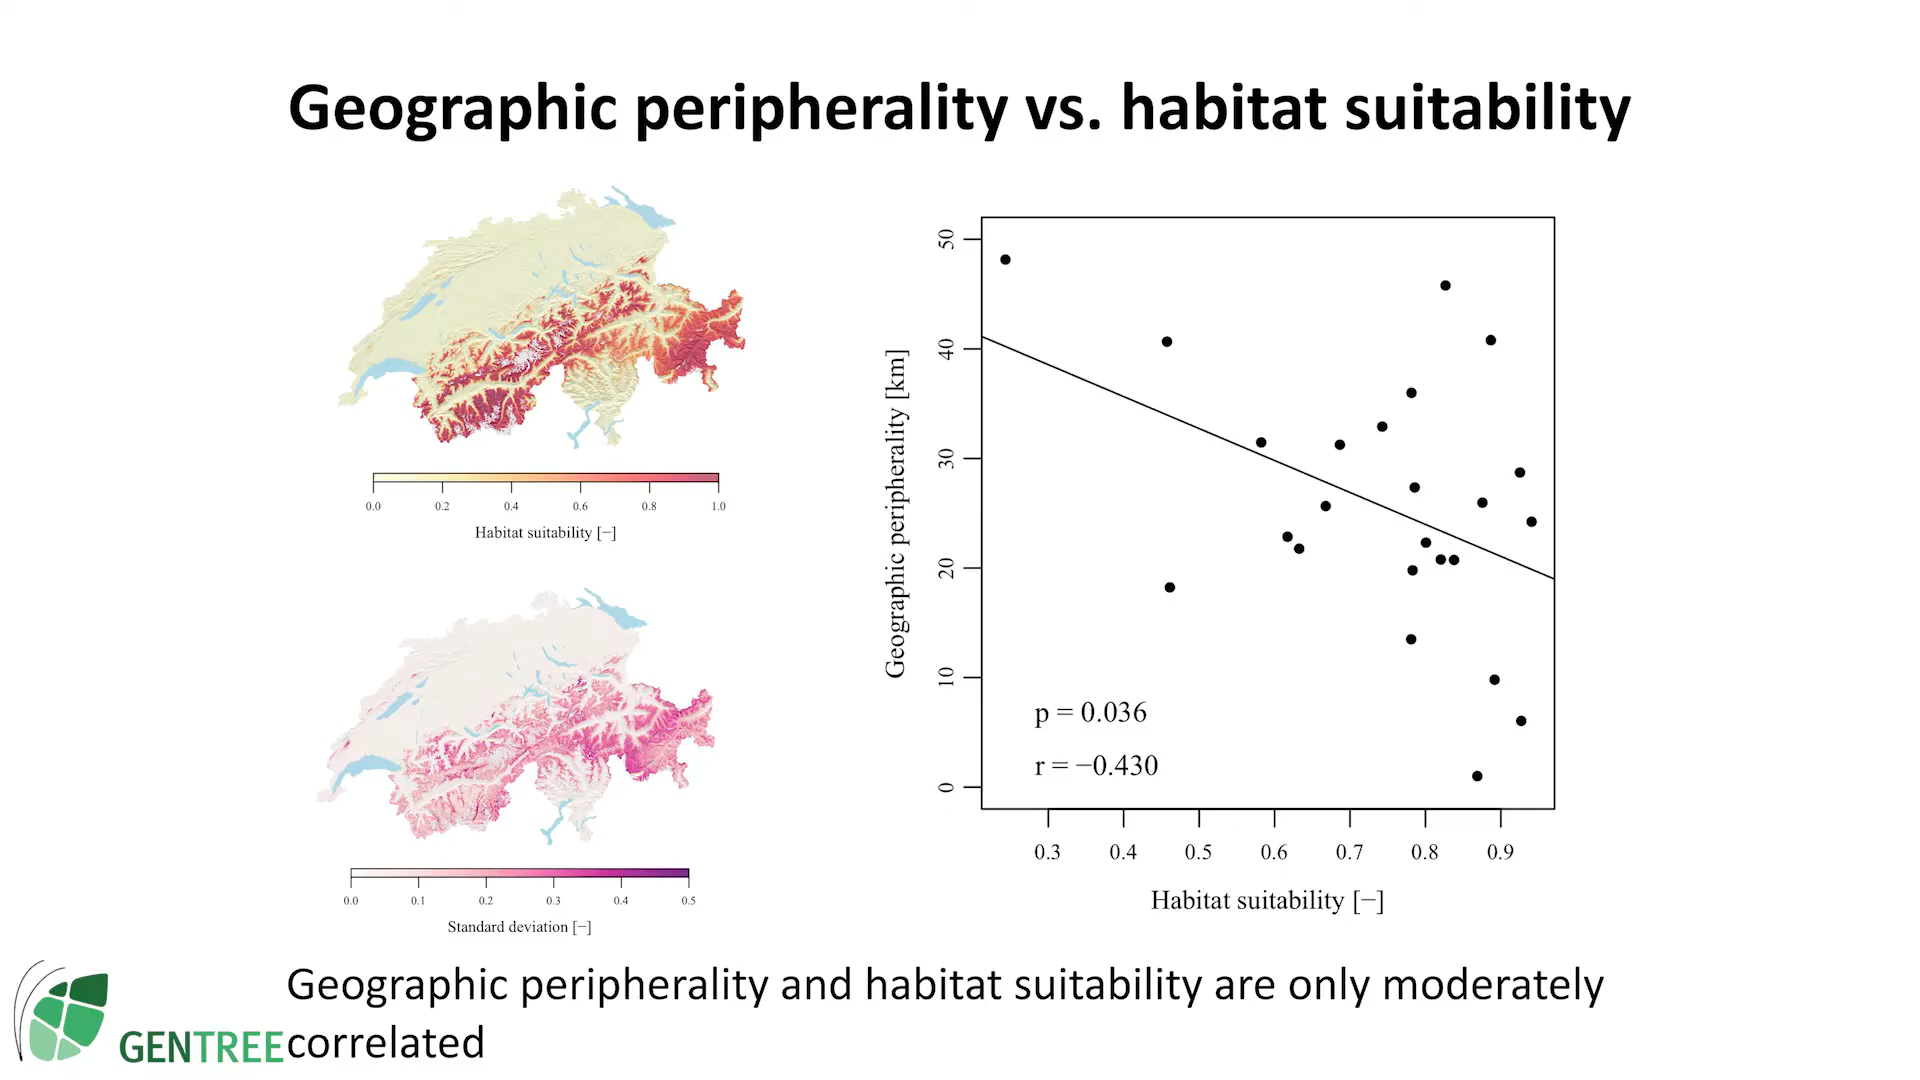 Geographic peripherality vs. habitat suitability
0.0 0.2 0.4 0.6 0.8 1.0
Habitat suitability [−]
0.0 0.1 0.2 0.3 0.4 0.5
Standard deviation [−]
Geographic peripherality [km]
50
40
30
20
10
0
p = 0.036
r = −0.430
0.3 0.4 0.5 0.6 0.7 0.8 0.9
Habitat suitability [−]
Geographic peripherality and habitat suitability are only moderately
correlated
GENTREE